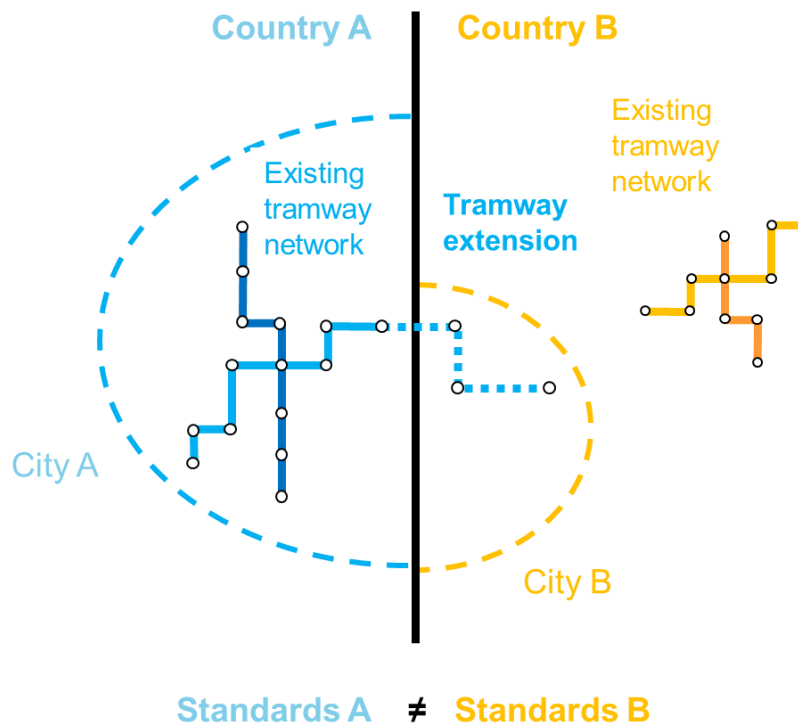 Country A
Country B
Existing
tramway
network
Existing
tramway
network
Tramway
extension
City A
City B
Standards A ≠ Standards B